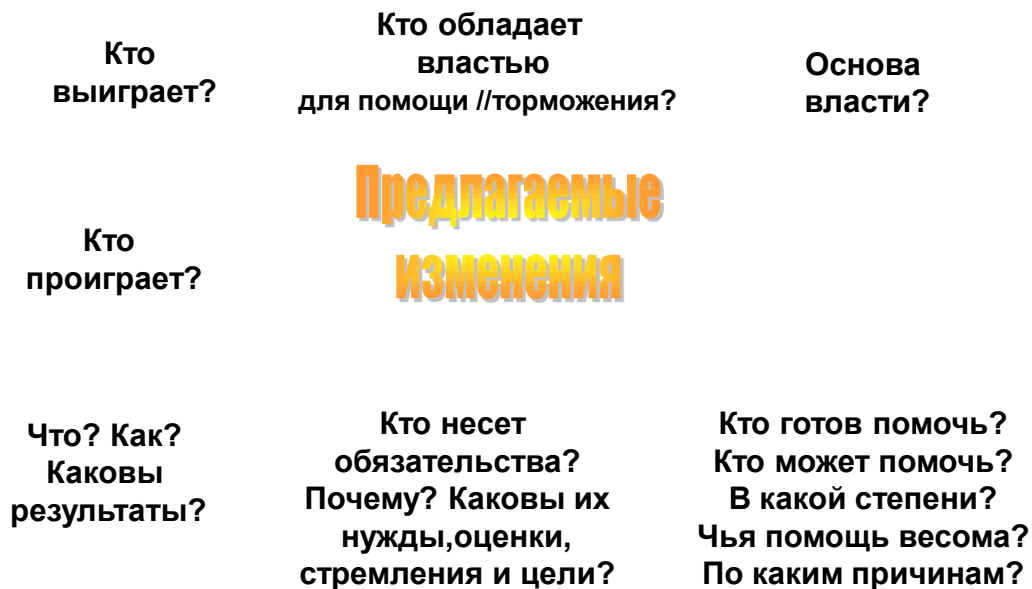 Кто
выиграет?
Кто обладает
властью
для помощи //торможения?
Основа
власти?
Предлагаемые
изменения
Кто
проиграет?
Что? Как?
Каковы
результаты?
Кто несет
обязательства?
Почему? Каковы их
нужды,оценки,
стремления и цели?
Кто готов помочь?
Кто может помочь?
В какой степени?
Чья помощь весома?
По каким причинам?